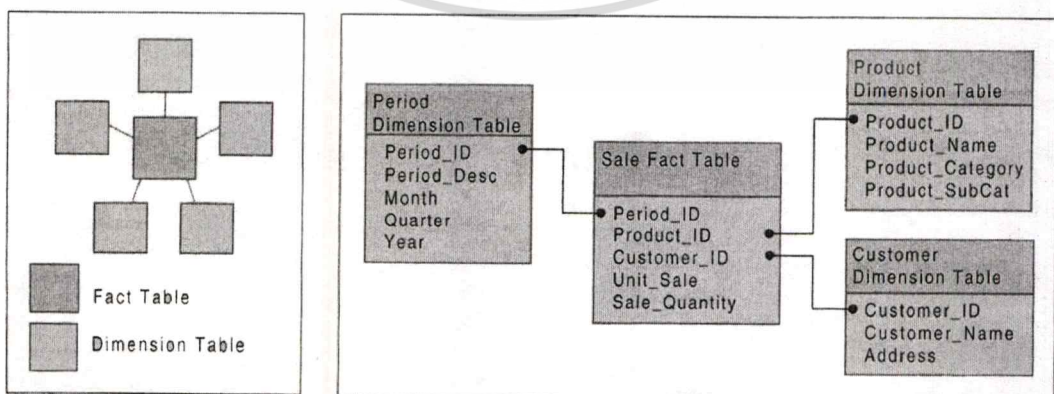 Fact Table
Dimension Table
Period
Dimension Table
Period_ID
Period_Desc
Month
Quarter
Year
Sale Fact Table
Period_ID
Product_ID
Customer_ID
Unit_Sale
Sale_Quantity
Product
Dimension Table
Product_ID
Product_Name
Product_Category
Product_SubCat
Customer
Dimension Table
Customer_ID
Customer_Name
Address